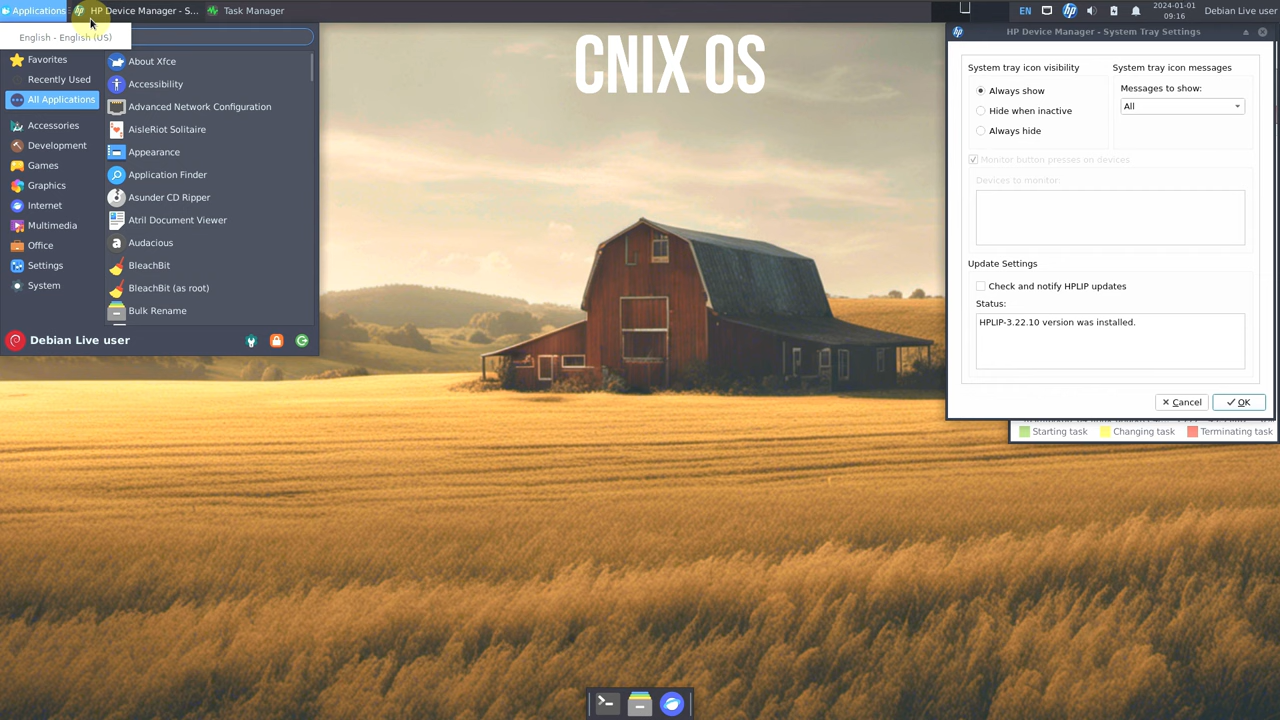 Applications
HP Device Manager - S...
Task Manager
EN
2024-01-01
09:16
Debian Live user
English - English (US)
Favorites
Recently Used
All Applications
Accessories
Development
Games
Graphics
Internet
Multimedia
Office
Settings
System
About Xfce
Accessibility
Advanced Network Configuration
AisleRiot Solitaire
Appearance
Application Finder
Asunder CD Ripper
Atril Document Viewer
Audacious
BleachBit
BleachBit (as root)
Bulk Rename
Debian Live user
CNIX OS
HP Device Manager - System Tray Settings
System tray icon visibility
Always show
Hide when inactive
Always hide
System tray icon messages
Messages to show:
All
Monitor button presses on devices
Devices to monitor:
Update Settings
Check and notify HPLIP updates
Status:
HPLIP-3.22.10 version was installed.
Cancel
OK
Starting task
Changing task
Terminating task